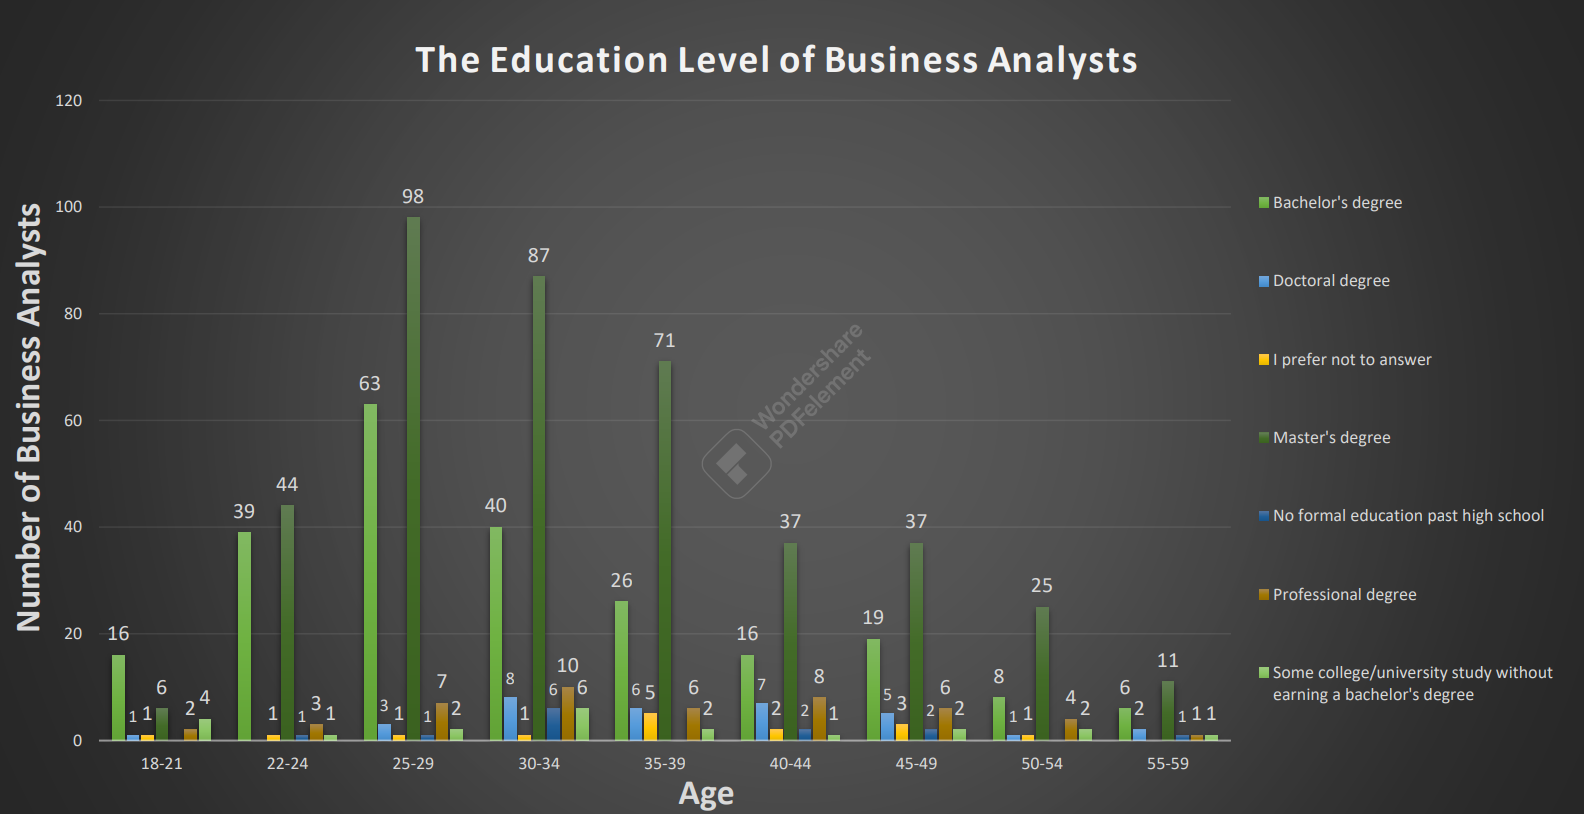 The Education Level of Business Analysts
Number of Business Analysts
120
100
80
60
40
20
0
16 1 1 6 2 4
39 1 44 1 3 1
63 3 1 98 1 7 2
40 8 1 87 6 10 6
26 6 5 71 6 2
16 7 2 37 2 8 1
19 5 3 37 2 6 2
8 1 1 25 4 2
6 2 11 1 1 1
18-21 22-24 25-29 30-34 35-39 40-44 45-49 50-54 55-59
Age
Bachelor's degree
Doctoral degree
I prefer not to answer
Master's degree
No formal education past high school
Professional degree
Some college/university study without
earning a bachelor's degree
Wondershare
PDFelement